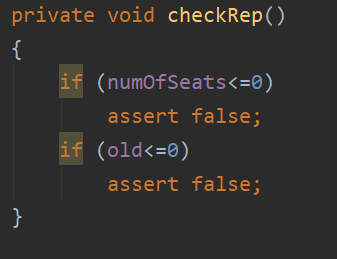 private void checkRep()
{
    if (numOfSeats<=0)
        assert false;
    if (old<=0)
        assert false;
}